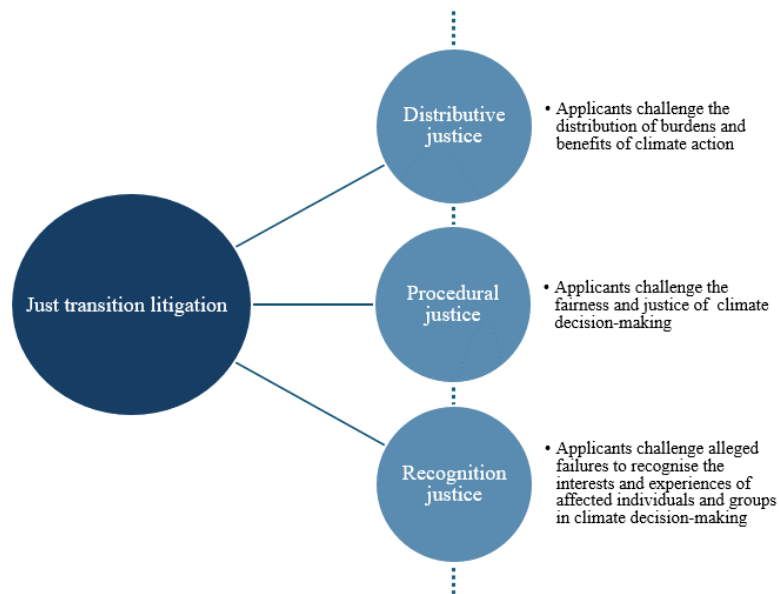 Distributive
justice
• Applicants challenge the
distribution of burdens and
benefits of climate action
Just transition litigation
Procedural
justice
• Applicants challenge the
fairness and justice of climate
decision-making
Recognition
justice
• Applicants challenge alleged
failures to recognise the
interests and experiences of
affected individuals and groups
in climate decision-making